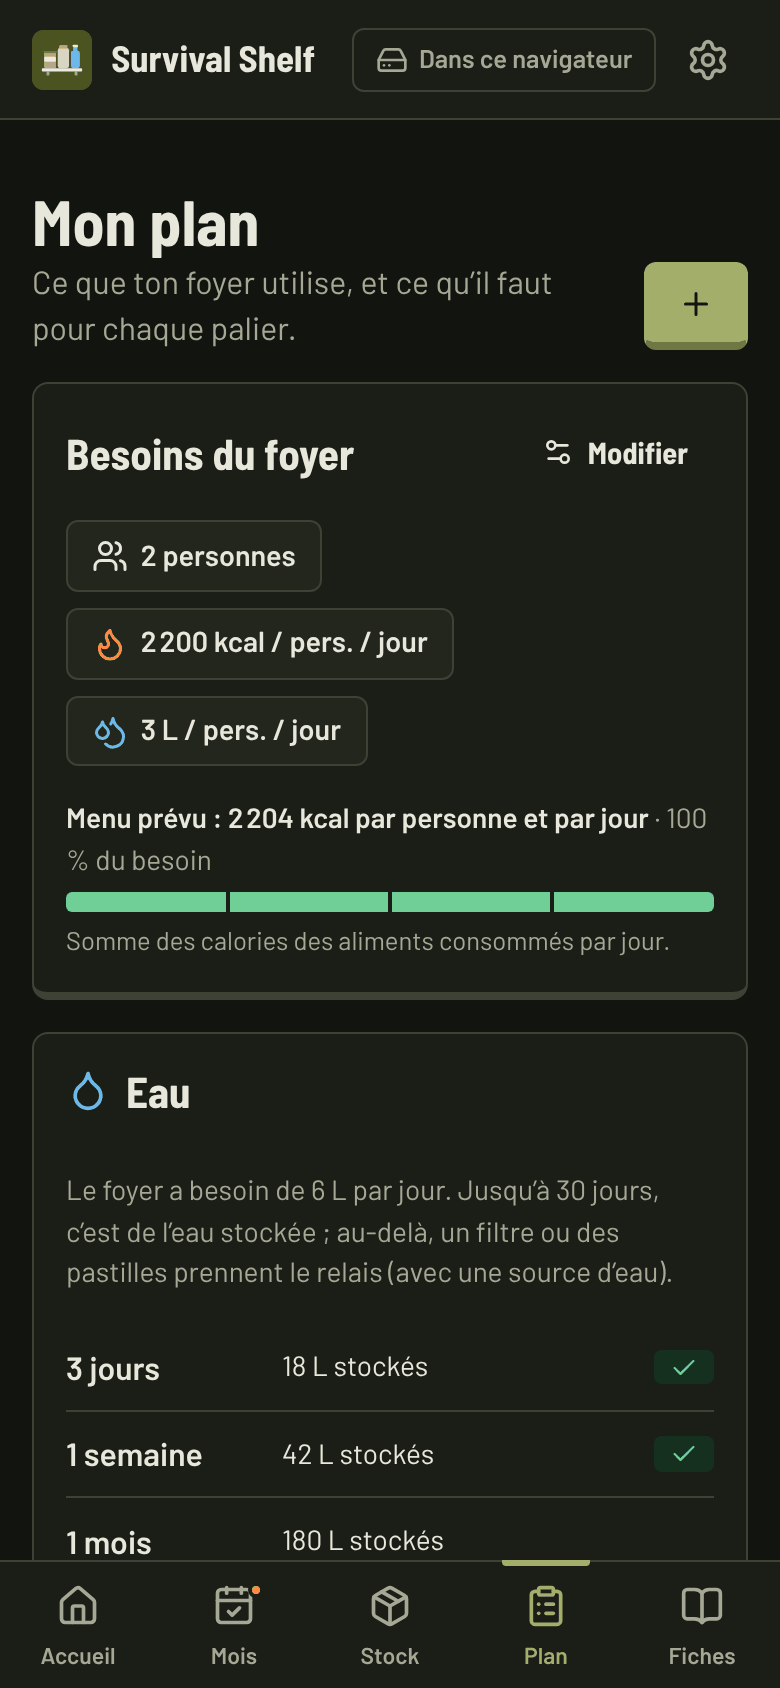 Survival Shelf
Dans ce navigateur
Mon plan
Ce que ton foyer utilise, et ce qu’il faut
pour chaque palier.
Besoins du foyer
Modifier
2 personnes
2 200 kcal / pers. / jour
3 L / pers. / jour
Menu prévu : 2 204 kcal par personne et par jour · 100
% du besoin
Somme des calories des aliments consommés par jour.
Eau
Le foyer a besoin de 6 L par jour. Jusqu’à 30 jours,
c’est de l’eau stockée ; au-delà, un filtre ou des
pastilles prennent le relais (avec une source d’eau).
3 jours 18 L stockés
1 semaine 42 L stockés
1 mois 180 L stockés
Accueil Mois Stock Plan Fiches